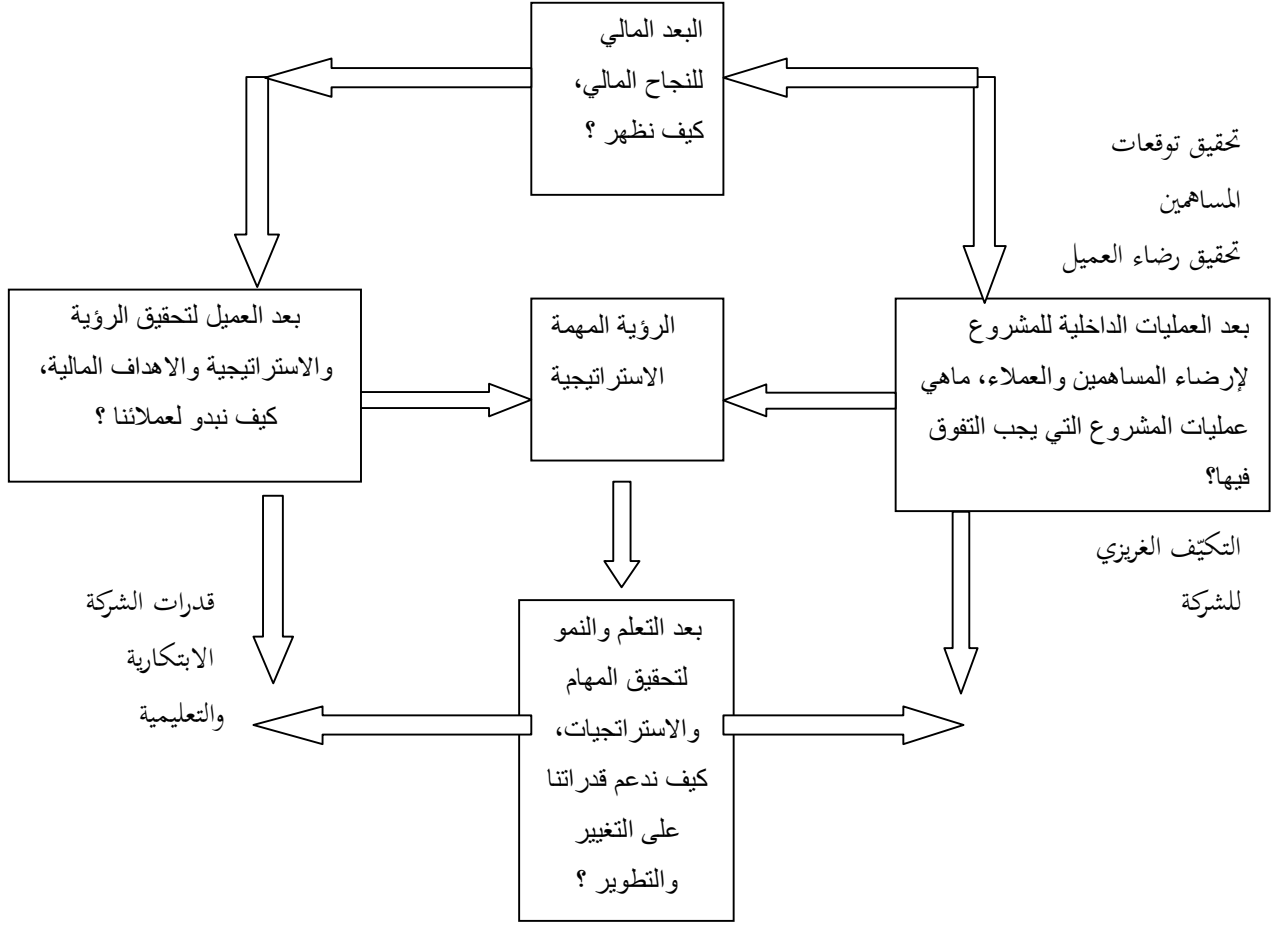 البعد المالي
للنجاح المالي،
كيف نظهر ؟
تحقيق توقعات
المساهمين
تحقيق رضاء العميل
بعد العمليات الداخلية للمشروع
لإرضاء المساهمين والعملاء، ماهي
عمليات المشروع التي يجب التفوق
فيها؟
الرؤية المهمة
الاستراتيجية
بعد العميل لتحقيق الرؤية
والاستراتيجية والاهداف المالية،
كيف نبدو لعملائنا ؟
التكيّف الغريزي
للشركة
قدرات الشركة
الابتكارية
والتعليمية
بعد التعلم والنمو
لتحقيق المهام
والاستراتجيات،
كيف ندعم قدراتنا
على التغيير
والتطوير ؟